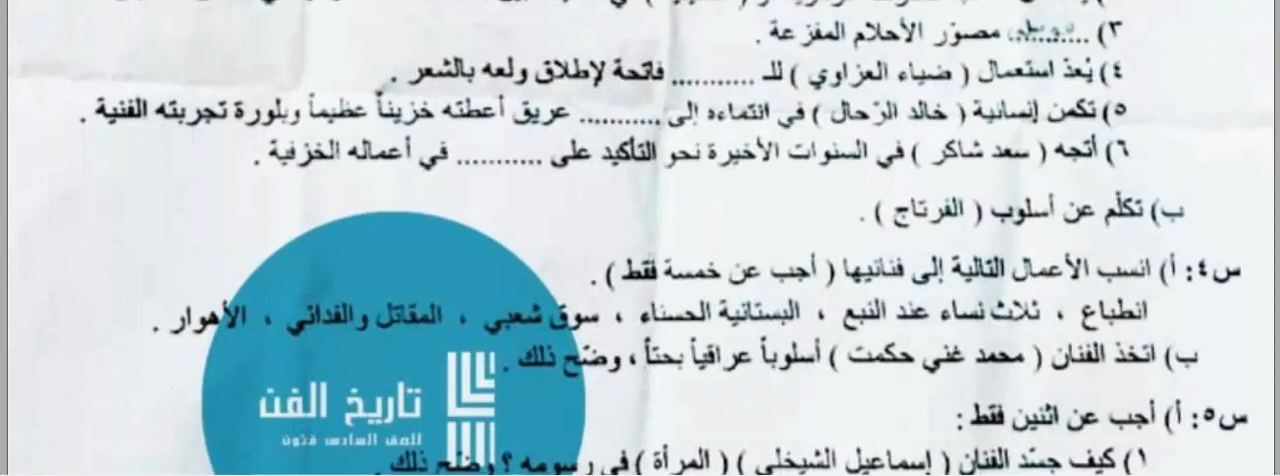 ٣) .......... مصوّر الأحلام المفزعة .
٤) يُعدّ استعمال ( ضياء العزاوي ) للـ ........... فاتحة لإطلاق ولعه بالشعر .
٥) تكمن إنسانية ( خالد الرّحال ) في انتماءه إلى ........... عريق أعطته خزيناً عظيماً وبلورة تجربته الفنية .
٦) أتجه ( سعد شاكر ) في السنوات الأخيرة نحو التأكيد على ........... في أعماله الخزفية .
ب) تكلّم عن أسلوب ( الفرتاج ) .
س٤: أ) انسب الأعمال التالية إلى فنانيها ( أجب عن خمسة فقط ) .
انطباع ، ثلاث نساء عند النبع ، البستانية الحسناء ، سوق شعبي ، المقاتل والفدائي ، الأهوار .
ب) اتخذ الفنان ( محمد غني حكمت ) أسلوباً عراقياً بحتاً ، وضّح ذلك .
تاريخ الفن
للصف السادس فنون
س٥: أ) أجب عن اثنين فقط :
١) كيف جسّد الفنان ( إسماعيل الشيخلي ) ( المرأة ) في رسومه ؟ وضّح ذلك .